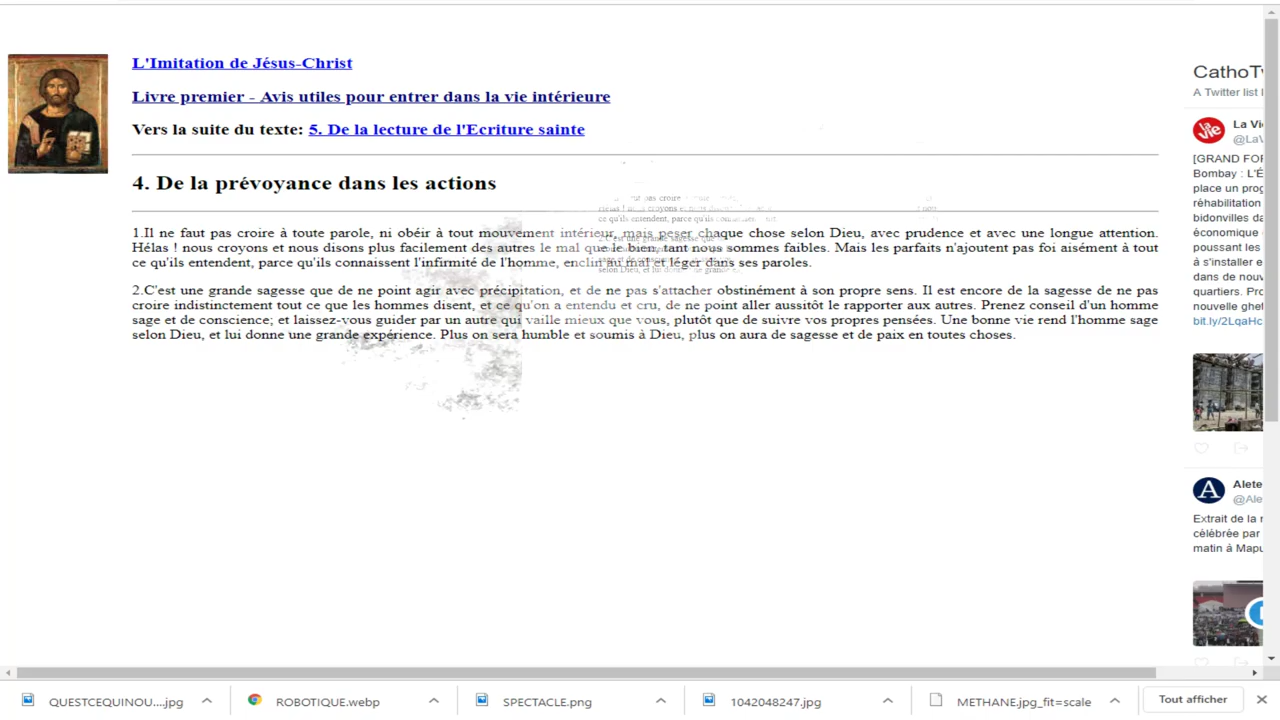 L'Imitation de Jésus-Christ
Livre premier - Avis utiles pour entrer dans la vie intérieure
Vers la suite du texte: 5. De la lecture de l'Ecriture sainte
4. De la prévoyance dans les actions
1.Il ne faut pas croire à toute parole, ni obéir à tout mouvement intérieur, mais peser chaque chose selon Dieu, avec prudence et avec une longue attention.
Hélas ! nous croyons et nous disons plus facilement des autres le mal que le bien, tant nous sommes faibles. Mais les parfaits n'ajoutent pas foi aisément à tout
ce qu'ils entendent, parce qu'ils connaissent l'infirmité de l'homme, enclin au mal et léger dans ses paroles.
2.C'est une grande sagesse que de ne point agir avec précipitation, et de ne pas s'attacher obstinément à son propre sens. Il est encore de la sagesse de ne pas
croire indistinctement tout ce que les hommes disent, et ce qu'on a entendu et cru, de ne point aller aussitôt le rapporter aux autres. Prenez conseil d'un homme
sage et de conscience; et laissez-vous guider par un autre qui vaille mieux que vous, plutôt que de suivre vos propres pensées. Une bonne vie rend l'homme sage
selon Dieu, et lui donne une grande expérience. Plus on sera humble et soumis à Dieu, plus on aura de sagesse et de paix en toutes choses.
CathoTw
A Twitter list
La Vie
@LaV
[GRAND FOR
Bombay : L'É
place un prog
réhabilitation
bidonvilles da
économique
poussant les
à s'installer e
dans de nouv
quartiers. Pro
nouvelle ghet
bit.ly/2LqaHc
Alete
@Ale
Extrait de la
célébrée par
matin à Mapu
QUESTCEQUINOU....jpg
ROBOTIQUE.webp
SPECTACLE.png
1042048247.jpg
METHANE.jpg_fit=scale
Tout afficher